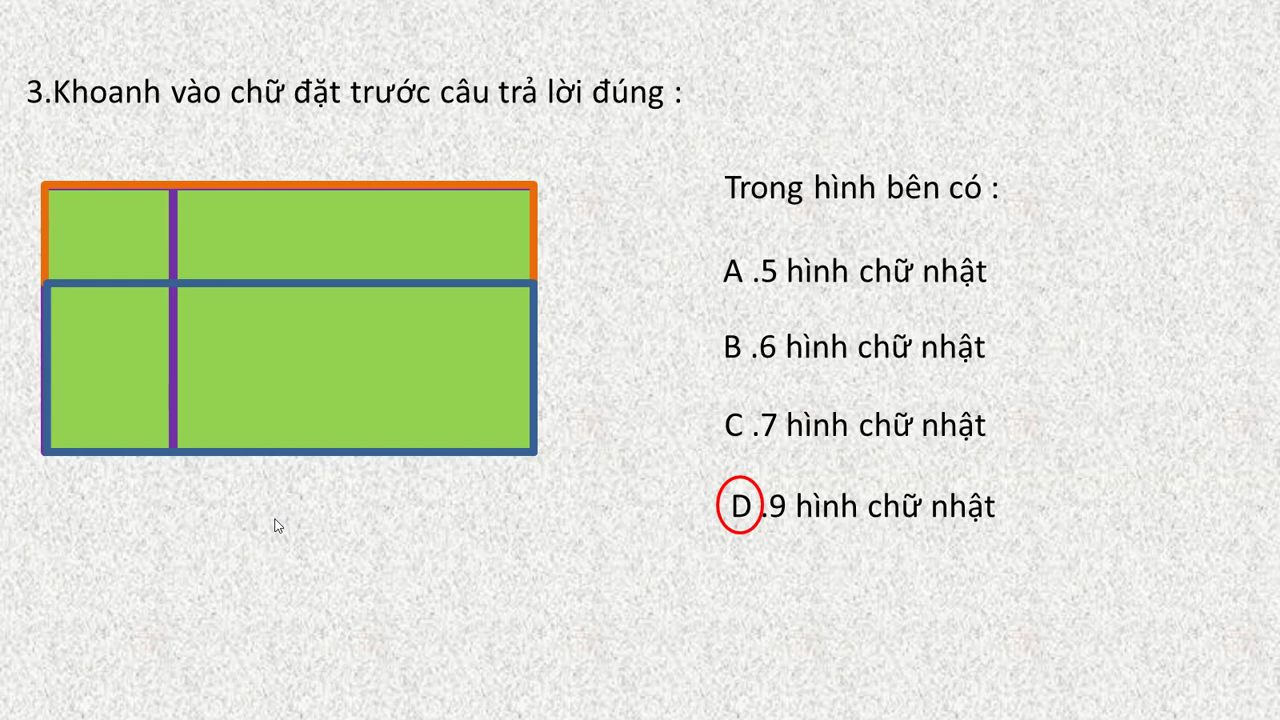 3.Khoanh vào chữ đặt trước câu trả lời đúng :
Trong hình bên có :
A .5 hình chữ nhật
B .6 hình chữ nhật
C .7 hình chữ nhật
D .9 hình chữ nhật